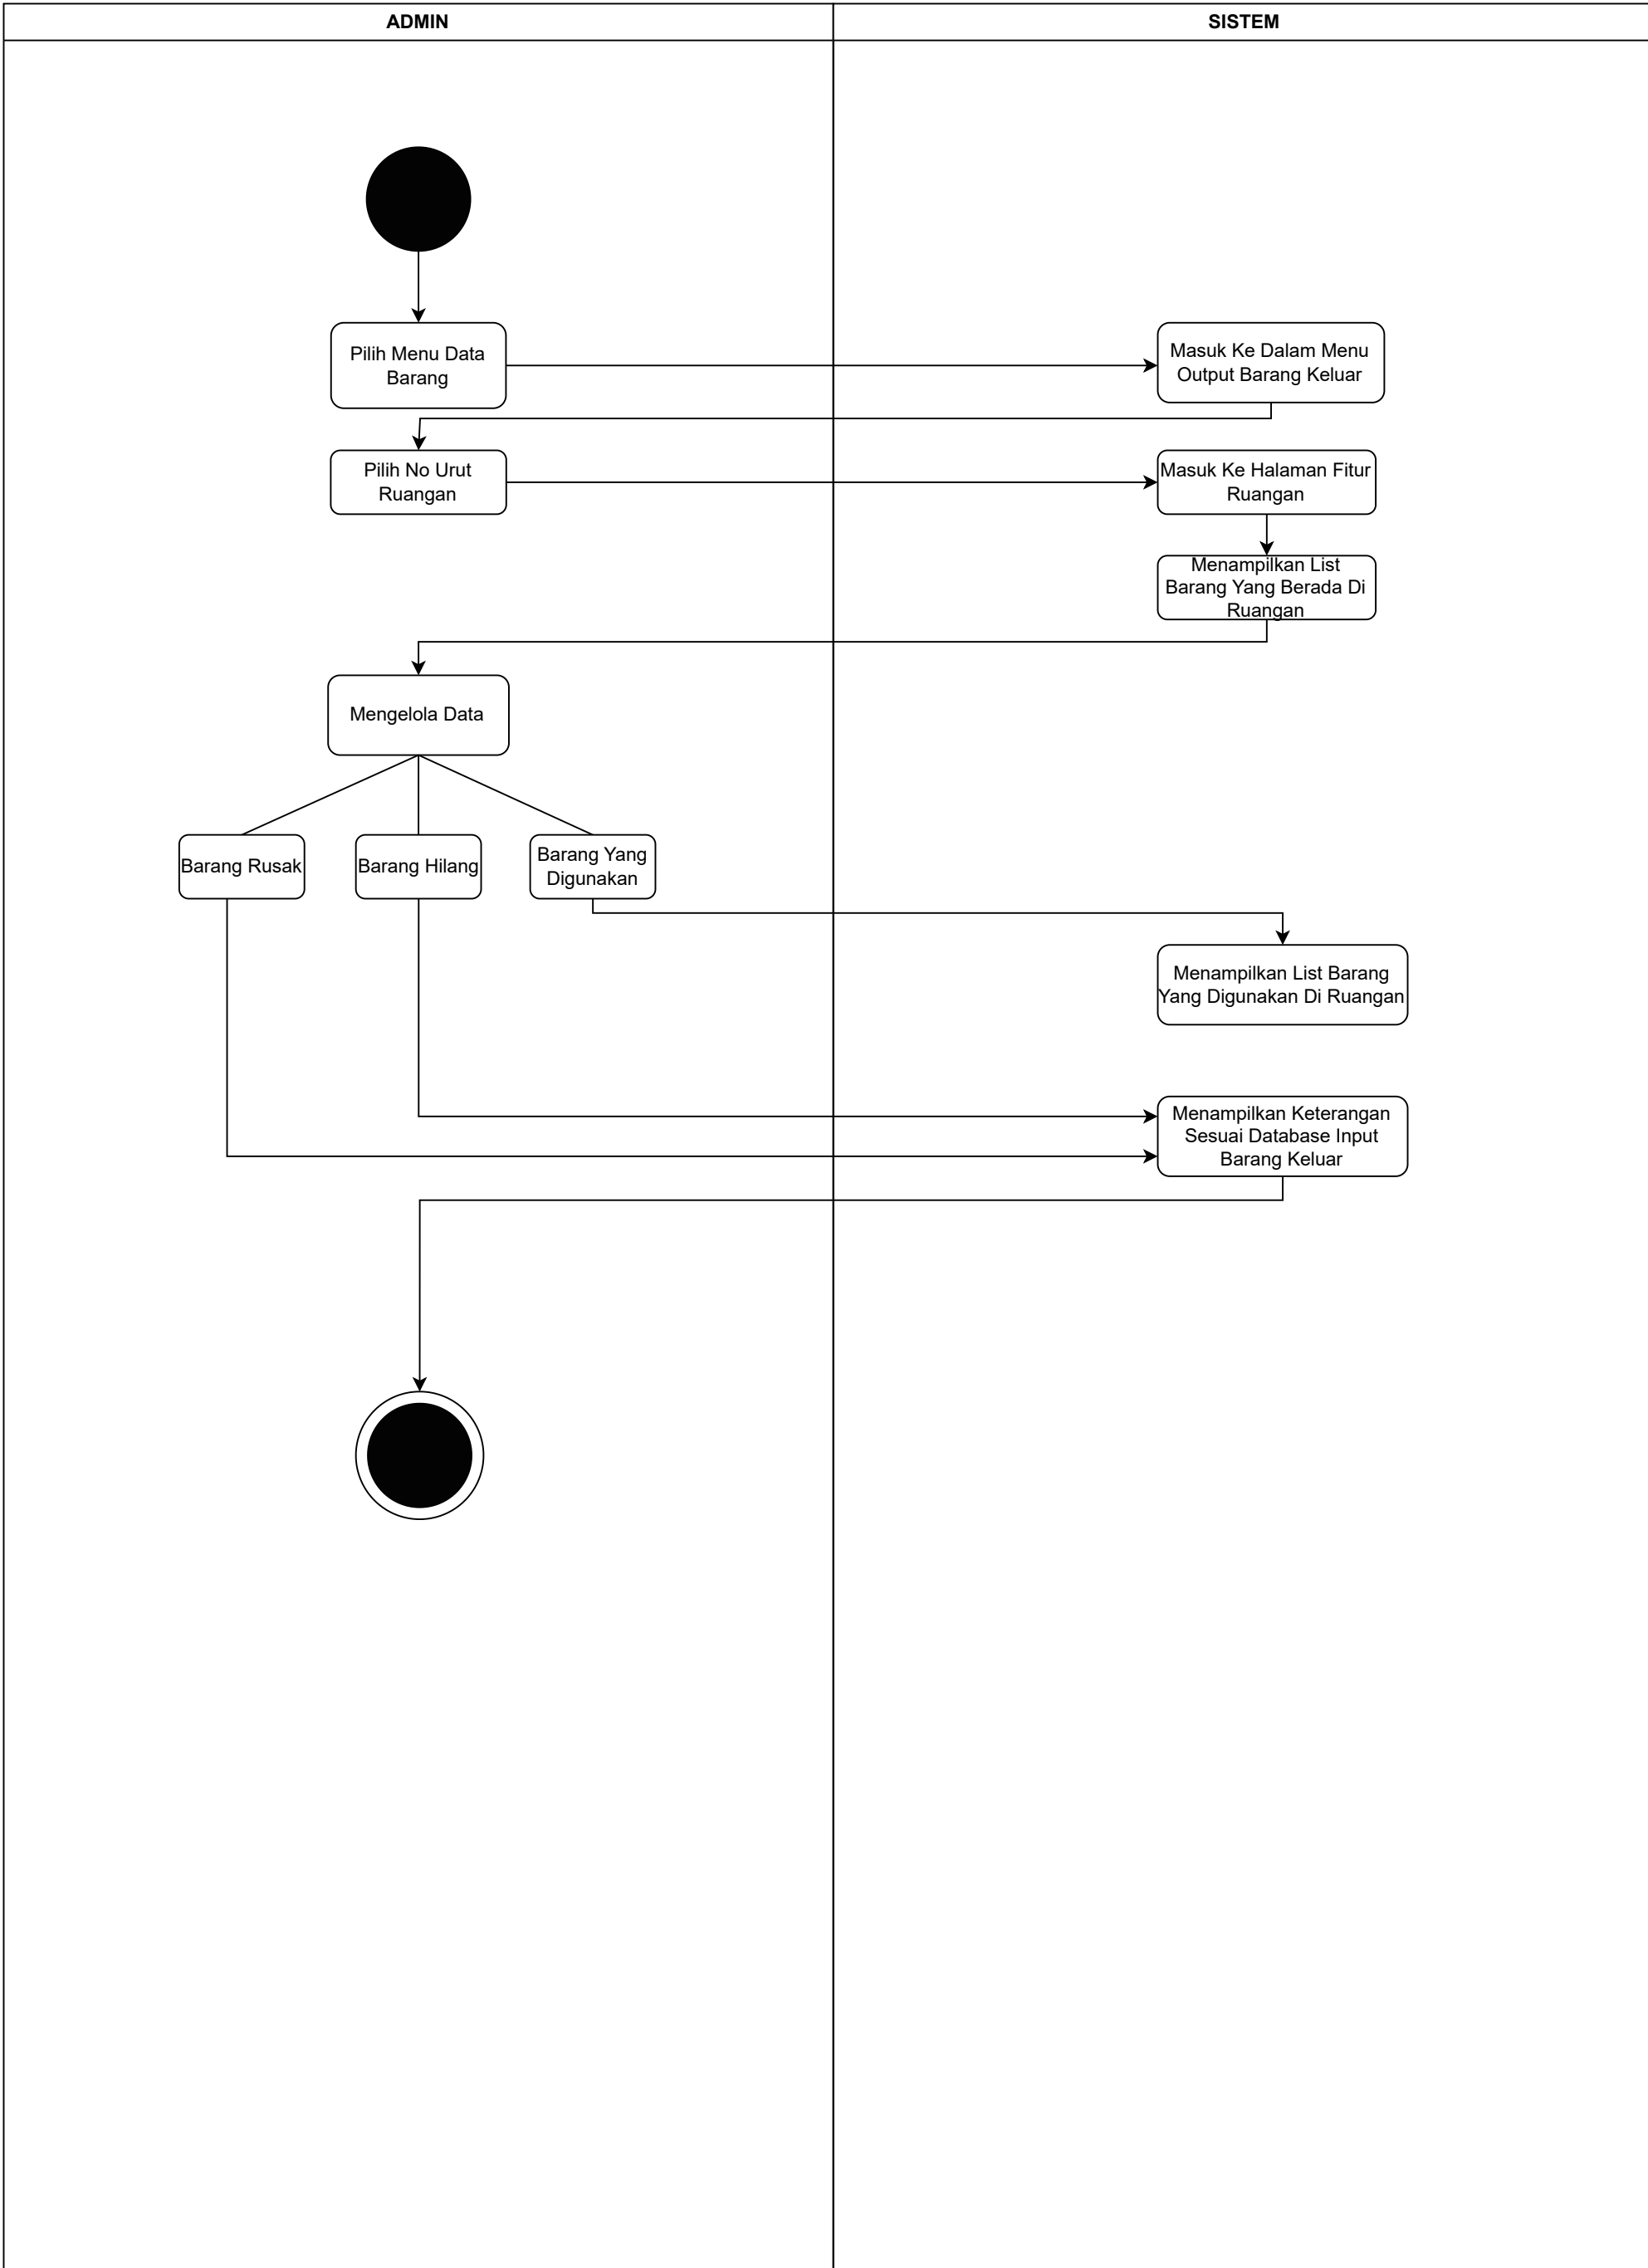 ADMIN
SISTEM
Pilih Menu Data
Barang
Masuk Ke Dalam Menu
Output Barang Keluar
Pilih No Urut
Ruangan
Masuk Ke Halaman Fitur
Ruangan
Menampilkan List
Barang Yang Berada Di
Ruangan
Mengelola Data
Barang Rusak
Barang Hilang
Barang Yang
Digunakan
Menampilkan List Barang
Yang Digunakan Di Ruangan
Menampilkan Keterangan
Sesuai Database Input
Barang Keluar